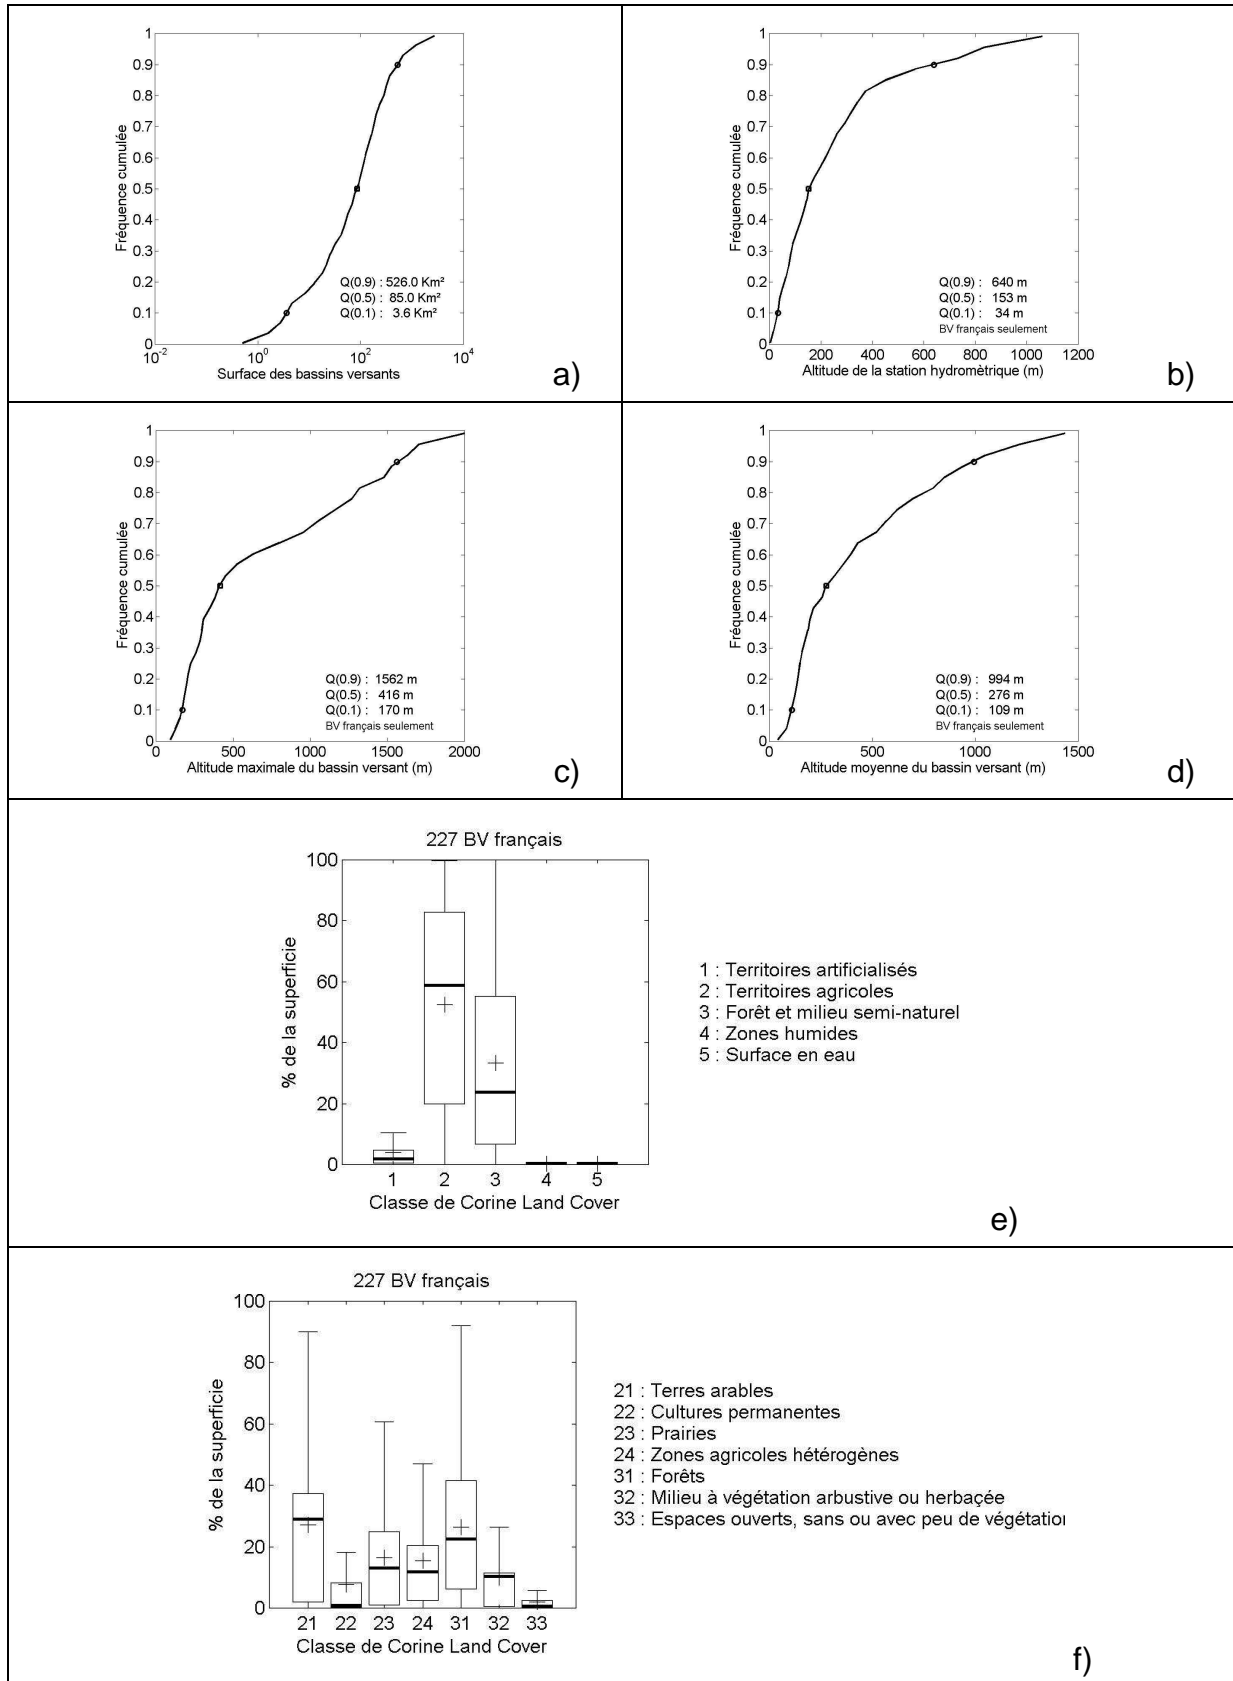 1
0.9
0.8
0.7
0.6
0.5
0.4
0.3
0.2
0.1
0
Fréquence cumulée
Q(0.9) : 526.0 Km²
Q(0.5) : 85.0 Km²
Q(0.1) : 3.6 Km²
10-2 100 102 104
Surface des bassins versants
a)
1
0.9
0.8
0.7
0.6
0.5
0.4
0.3
0.2
0.1
0
Fréquence cumulée
Q(0.9) : 640 m
Q(0.5) : 153 m
Q(0.1) : 34 m
BV français seulement
0 200 400 600 800 1000 1200
Altitude de la station hydromètrique (m)
b)
1
0.9
0.8
0.7
0.6
0.5
0.4
0.3
0.2
0.1
0
Fréquence cumulée
Q(0.9) : 1562 m
Q(0.5) : 416 m
Q(0.1) : 170 m
BV français seulement
0 500 1000 1500 2000
Altitude maximale du bassin versant (m)
c)
1
0.9
0.8
0.7
0.6
0.5
0.4
0.3
0.2
0.1
0
Fréquence cumulée
Q(0.9) : 994 m
Q(0.5) : 276 m
Q(0.1) : 109 m
BV français seulement
0 500 1000 1500
Altitude moyenne du bassin versant (m)
d)
227 BV français
100
80
60
40
20
0
% de la superficie
1 2 3 4 5
Classe de Corine Land Cover
1 : Territoires artificialisés
2 : Territoires agricoles
3 : Forêt et milieu semi-naturel
4 : Zones humides
5 : Surface en eau
e)
227 BV français
100
80
60
40
20
0
% de la superficie
21 22 23 24 31 32 33
Classe de Corine Land Cover
21 : Terres arables
22 : Cultures permanentes
23 : Prairies
24 : Zones agricoles hétérogènes
31 : Forêts
32 : Milieu à végétation arbustive ou herbaçée
33 : Espaces ouverts, sans ou avec peu de végétation
f)